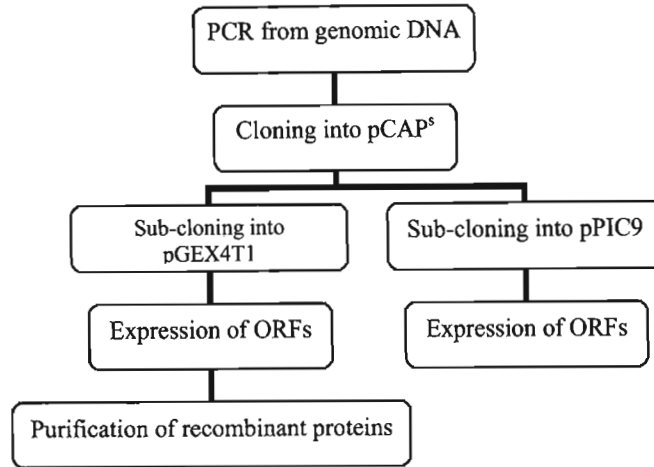 PCR from genomic DNA
Cloning into pCAPˢ
Sub-cloning into
pGEX4T1
Sub-cloning into pPIC9
Expression of ORFs
Expression of ORFs
Purification of recombinant proteins